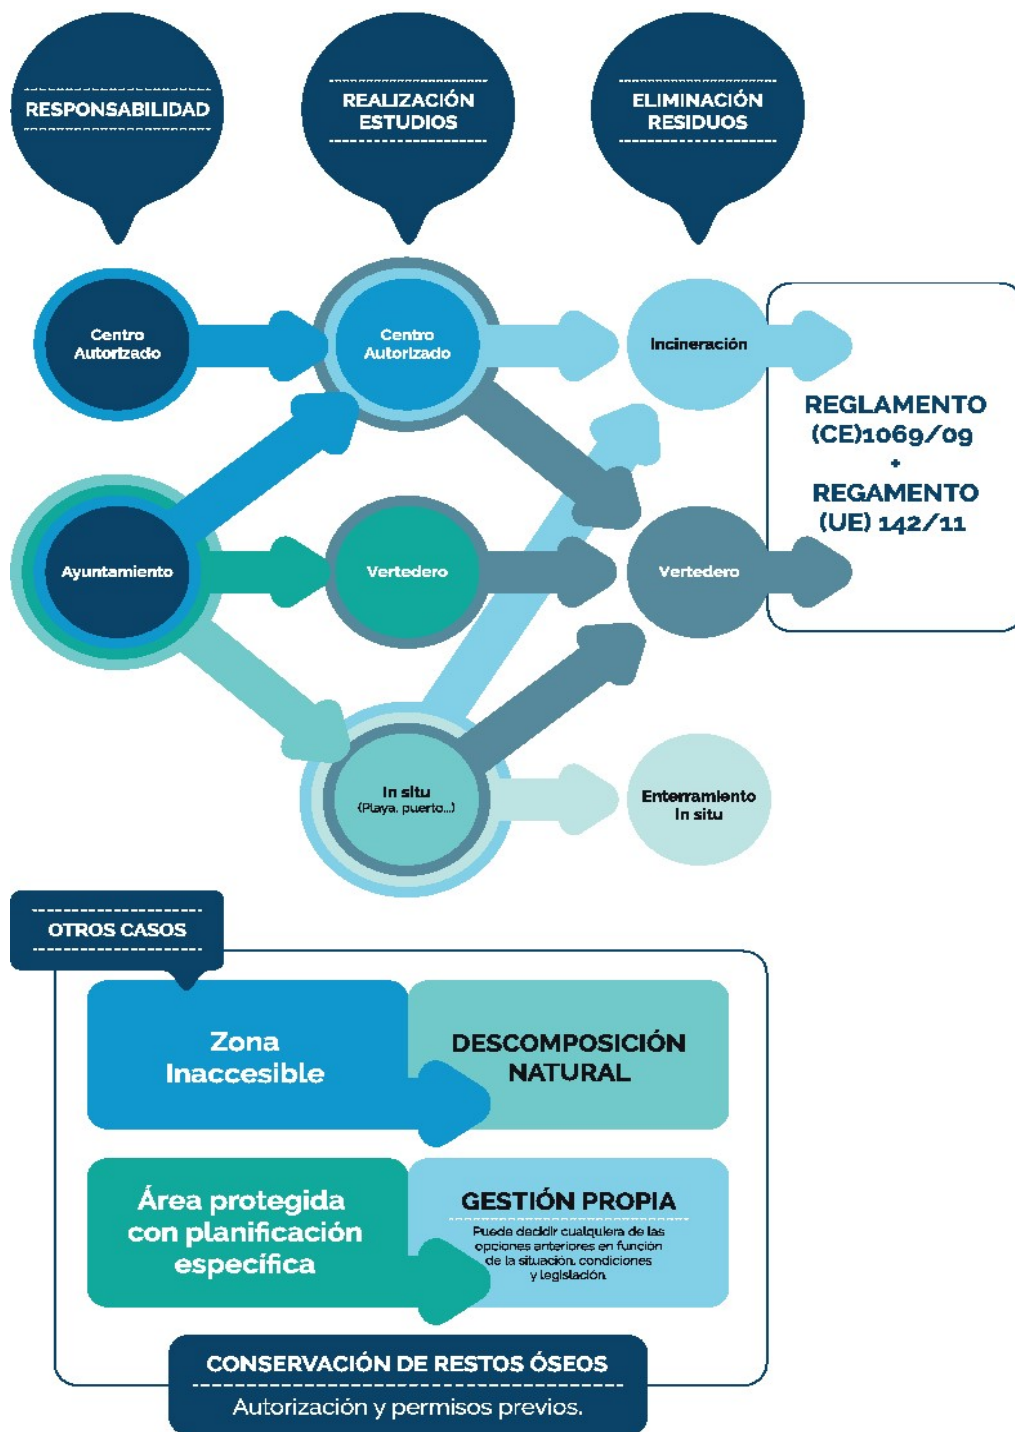 RESPONSABILIDAD
REALIZACIÓN
ESTUDIOS
ELIMINACIÓN
RESIDUOS
Centro
Autorizado
Centro
Autorizado
Incineración
REGLAMENTO
(CE)1069/09
+
REGAMENTO
(UE) 142/11
Ayuntamiento
Vertedero
Vertedero
In situ
(Playa, puerto...)
Enterramiento
In situ
OTROS CASOS
Zona
Inaccesible
DESCOMPOSICIÓN
NATURAL
Área protegida
con planificación
específica
GESTIÓN PROPIA
Puede decidir cualquiera de las
opciones anteriores en función
de la situación, condiciones
y legislación.
CONSERVACIÓN DE RESTOS ÓSEOS
Autorización y permisos previos.